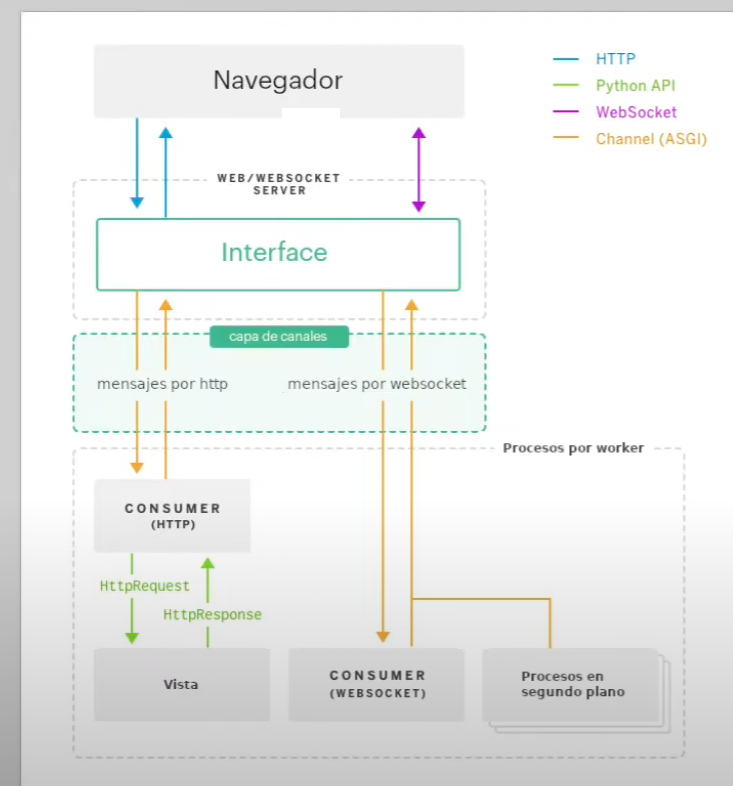 Navegador
HTTP
Python API
WebSocket
Channel (ASGI)
WEB/WEBSOCKET
SERVER
Interface
capa de canales
mensajes por http
mensajes por websocket
Procesos por worker
CONSUMER
(HTTP)
HttpRequest
HttpResponse
Vista
CONSUMER
(WEBSOCKET)
Procesos en
segundo plano